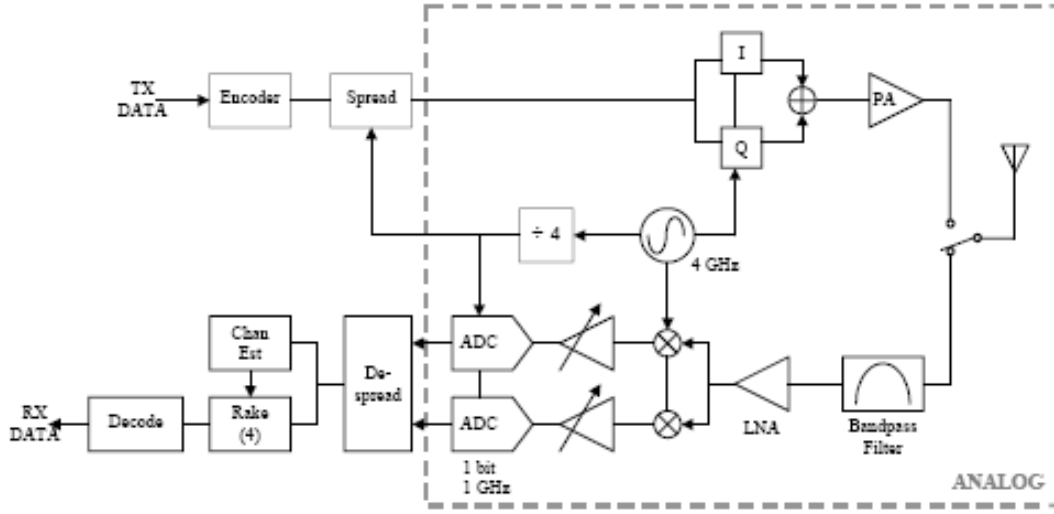 I
TX
DATA
Encoder
Spread
PA
Q
÷ 4
4 GHz
Chan
Est
De-
spread
ADC
RX
DATA
Decode
Rake
(4)
ADC
LNA
Bandpass
Filter
1 bit
1 GHz
ANALOG